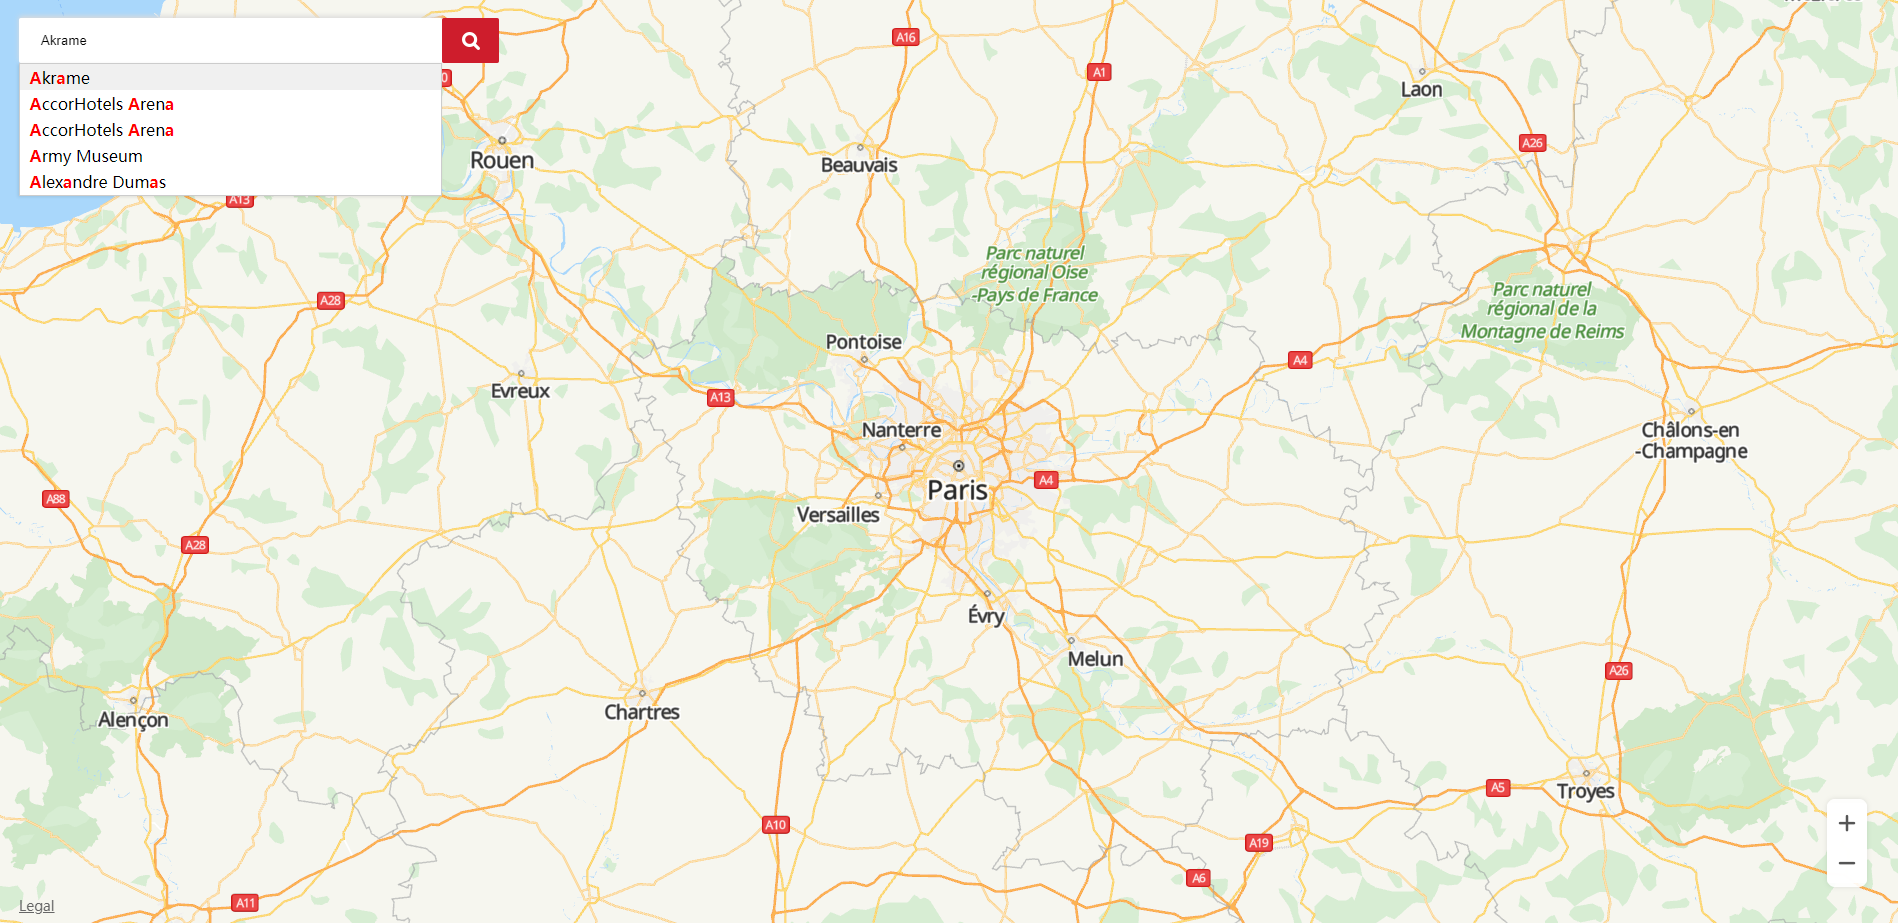 Akrame
Akrame
AccorHotels Arena
AccorHotels Arena
Army Museum
Alexandre Dumas
A16
A1
Laon
A26
Rouen
Beauvais
A13
Parc naturel
régional Oise
-Pays de France
A28
Parc naturel
régional de la
Montagne de Reims
Pontoise
A4
Evreux
A13
Nanterre
Châlons-en
-Champagne
A4
Paris
A88
Versailles
A28
Évry
Melun
A26
Alençon
Chartres
A5
Troyes
A10
A19
A6
A11
Legal